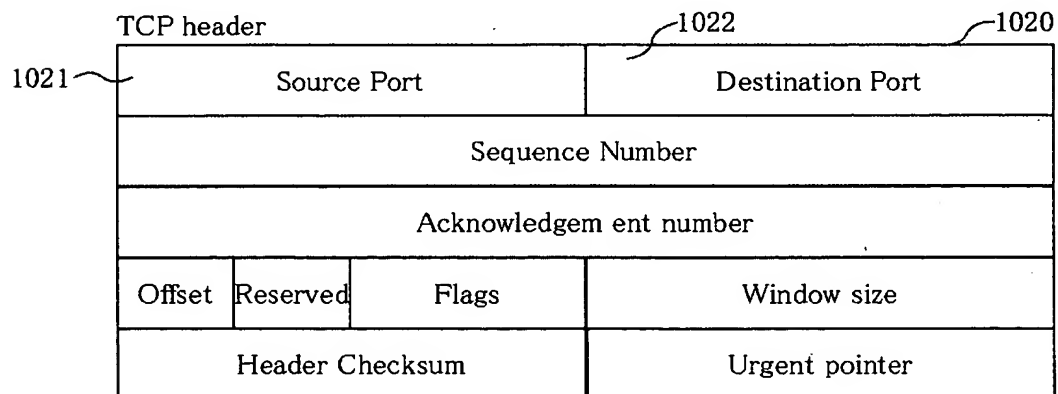 TCP header
1022
1020
1021
Source Port
Destination Port
Sequence Number
Acknowledgem ent number
Offset
Reserved
Flags
Window size
Header Checksum
Urgent pointer